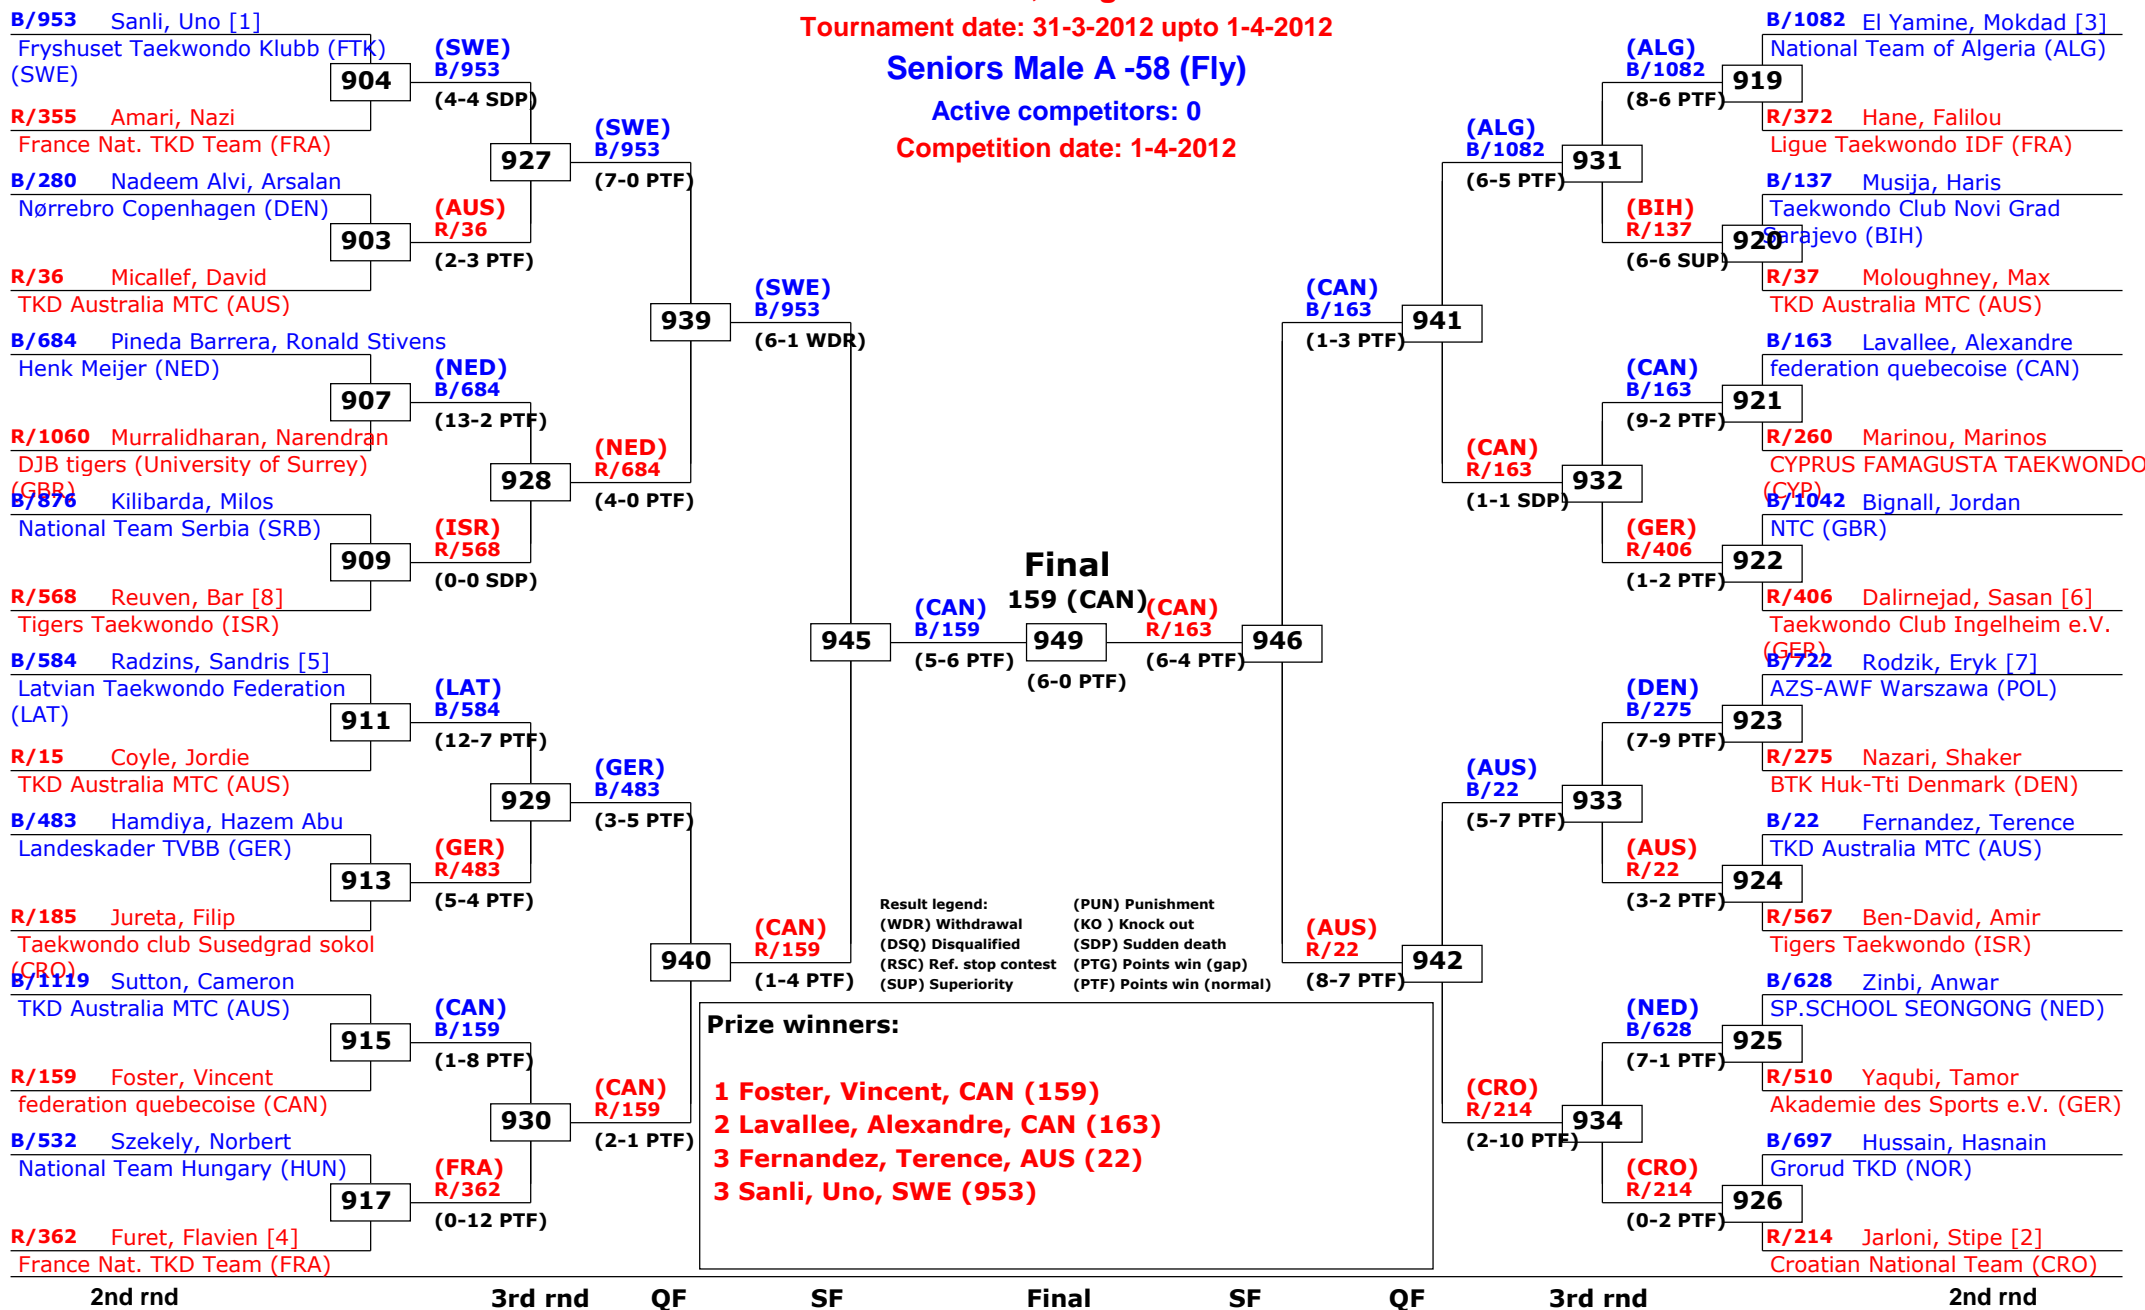 Tournament date: 31-3-2012 upto 1-4-2012
Seniors Male A -58 (Fly)
Active competitors: 0
Competition date: 1-4-2012
B/953 Sanli, Uno [1]
Fryshuset Taekwondo Klubb (FTK)
(SWE)
904
R/355 Amari, Nazi
France Nat. TKD Team (FRA)
B/280 Nadeem Alvi, Arsalan
Nørrebro Copenhagen (DEN)
903
R/36 Micallef, David
TKD Australia MTC (AUS)
B/684 Pineda Barrera, Ronald Stivens
Henk Meijer (NED)
907
R/1060 Murralidharan, Narendran
DJB tigers (University of Surrey)
(GBR)
B/876 Kilibarda, Milos
National Team Serbia (SRB)
909
R/568 Reuven, Bar [8]
Tigers Taekwondo (ISR)
B/584 Radzins, Sandris [5]
Latvian Taekwondo Federation
(LAT)
911
R/15 Coyle, Jordie
TKD Australia MTC (AUS)
B/483 Hamdiya, Hazem Abu
Landeskader TVBB (GER)
913
R/185 Jureta, Filip
Taekwondo club Susedgrad sokol
(CRO)
B/1119 Sutton, Cameron
TKD Australia MTC (AUS)
915
R/159 Foster, Vincent
federation quebecoise (CAN)
B/532 Szekely, Norbert
National Team Hungary (HUN)
917
R/362 Furet, Flavien [4]
France Nat. TKD Team (FRA)
(SWE)
B/953
(4-4 SDP)
927
(AUS)
R/36
(2-3 PTF)
(NED)
B/684
(13-2 PTF)
928
(ISR)
R/568
(0-0 SDP)
(LAT)
B/584
(12-7 PTF)
929
(GER)
R/483
(5-4 PTF)
(CAN)
B/159
(1-8 PTF)
930
(FRA)
R/362
(0-12 PTF)
(SWE)
B/953
(7-0 PTF)
939
(NED)
R/684
(4-0 PTF)
(GER)
B/483
(3-5 PTF)
940
(CAN)
R/159
(2-1 PTF)
(SWE)
B/953
(6-1 WDR)
945
(CAN)
R/159
(1-4 PTF)
(CAN)
B/159
(5-6 PTF)
Final
159 (CAN)
949
(6-0 PTF)
(CAN)
R/163
(6-4 PTF)
946
(CAN)
B/163
(1-3 PTF)
941
(AUS)
R/22
(8-7 PTF)
942
(ALG)
B/1082
(6-5 PTF)
931
(CAN)
R/163
(1-1 SDP)
932
(AUS)
B/22
(5-7 PTF)
933
(CRO)
R/214
(2-10 PTF)
934
(ALG)
B/1082
(8-6 PTF)
919
(BIH)
R/137
(6-6 SUP)
920
(CAN)
B/163
(9-2 PTF)
921
(GER)
R/406
(1-2 PTF)
922
(DEN)
B/275
(7-9 PTF)
923
(AUS)
R/22
(3-2 PTF)
924
(NED)
B/628
(7-1 PTF)
925
(CRO)
R/214
(0-2 PTF)
926
B/1082 El Yamine, Mokdad [3]
National Team of Algeria (ALG)
R/372 Hane, Falilou
Ligue Taekwondo IDF (FRA)
B/137 Musija, Haris
Taekwondo Club Novi Grad
Sarajevo (BIH)
R/37 Moloughney, Max
TKD Australia MTC (AUS)
B/163 Lavallee, Alexandre
federation quebecoise (CAN)
R/260 Marinou, Marinos
CYPRUS FAMAGUSTA TAEKWONDO
(CYP)
B/1042 Bignall, Jordan
NTC (GBR)
R/406 Dalirnejad, Sasan [6]
Taekwondo Club Ingelheim e.V.
(GER)
B/722 Rodzik, Eryk [7]
AZS-AWF Warszawa (POL)
R/275 Nazari, Shaker
BTK Huk-Tti Denmark (DEN)
B/22 Fernandez, Terence
TKD Australia MTC (AUS)
R/567 Ben-David, Amir
Tigers Taekwondo (ISR)
B/628 Zinbi, Anwar
SP.SCHOOL SEONGONG (NED)
R/510 Yaqubi, Tamor
Akademie des Sports e.V. (GER)
B/697 Hussain, Hasnain
Grorud TKD (NOR)
R/214 Jarloni, Stipe [2]
Croatian National Team (CRO)
Result legend: (PUN) Punishment
(WDR) Withdrawal (KO ) Knock out
(DSQ) Disqualified (SDP) Sudden death
(RSC) Ref. stop contest (PTG) Points win (gap)
(SUP) Superiority (PTF) Points win (normal)
Prize winners:
1 Foster, Vincent, CAN (159)
2 Lavallee, Alexandre, CAN (163)
3 Fernandez, Terence, AUS (22)
3 Sanli, Uno, SWE (953)
2nd rnd 3rd rnd QF SF Final SF QF 3rd rnd 2nd rnd